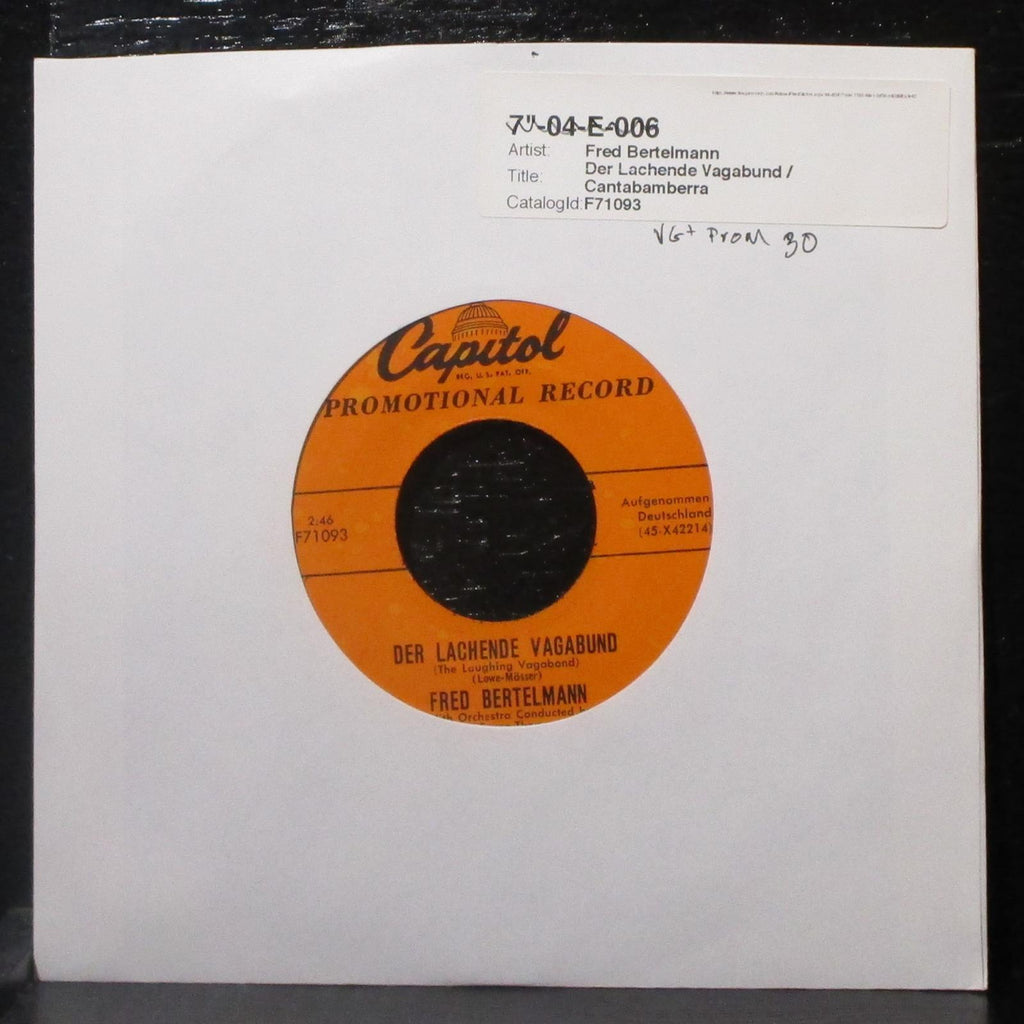 7"-04-E-006
Artist: Fred Bertelmann
Title: Der Lachende Vagabund /
Cantabamberra
CatalogId: F71093
VG+ Prom 30
Capitol
REG. U.S. PAT. OFF.
PROMOTIONAL RECORD
2:46
F71093
Aufgenommen
Deutschland
(45-X42214)
DER LACHENDE VAGABUND
(The Laughing Vagabond)
(Lowe-Mösser)
FRED BERTELMANN
Orchestra Conducted